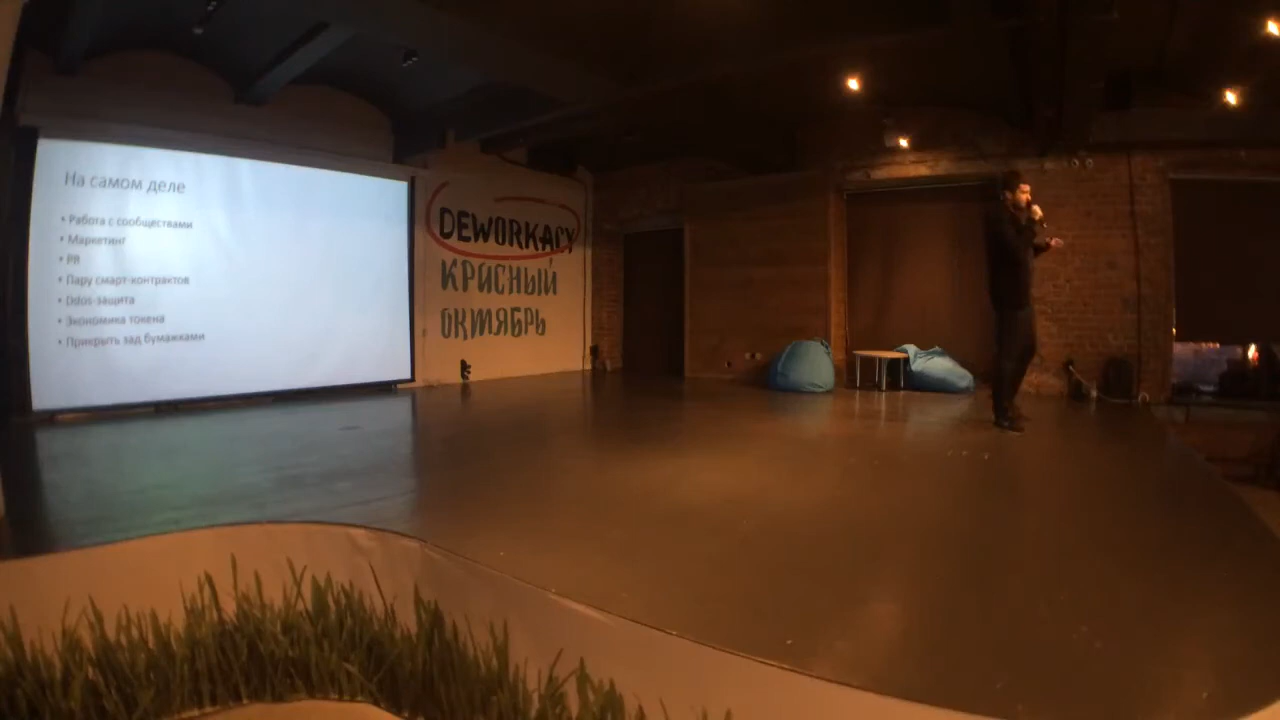 На самом деле
• Работа с сообществами
• Маркетинг
• PR
• Пару смарт-контрактов
• Ddos-защита
• Экономика токена
• Прикрыть зад бумажками
DEWORKACY
КРАСНЫЙ
ОКТЯБРЬ